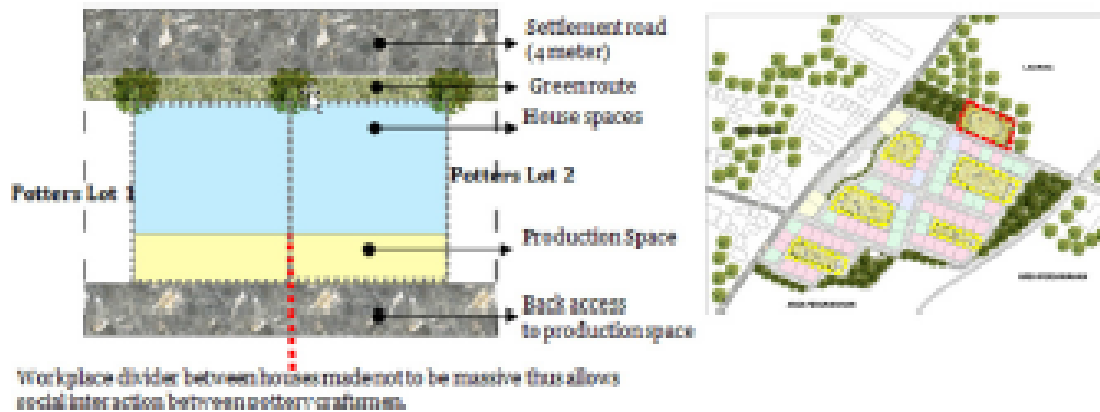 Settlement road
(4meter)
Green route
House spaces
Potters Lot 1
Potters Lot 2
Production Space
Back access
to production space
Workplace divider between houses made not to be massive thus allows
social interaction between pottery craftsmen.